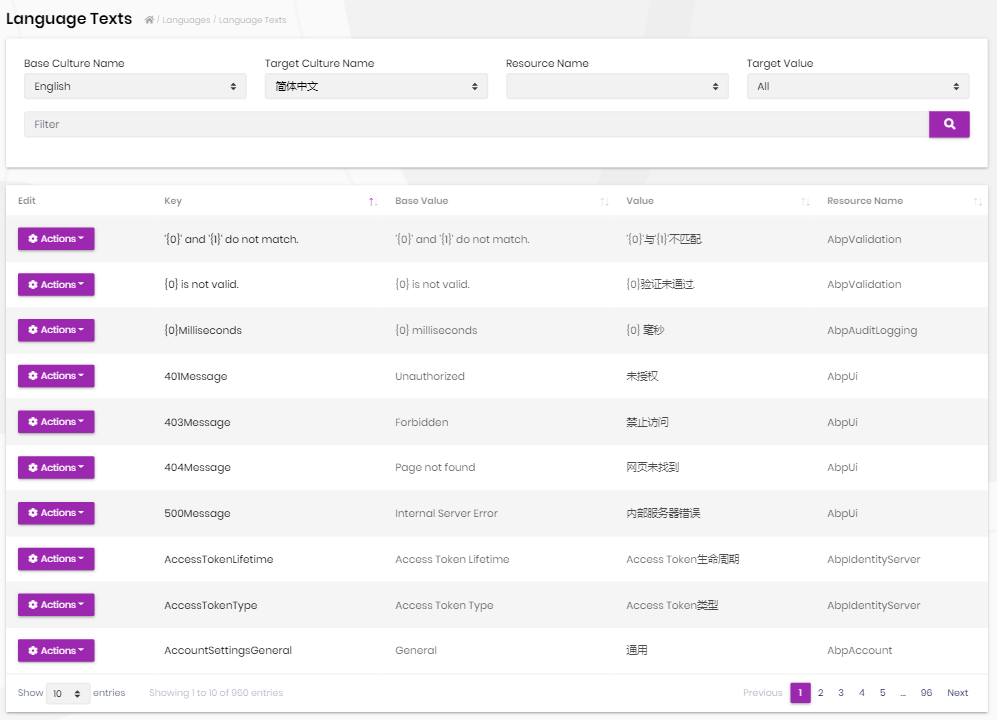 Language Texts / Languages / Language Texts
Base Culture Name Target Culture Name Resource Name Target Value
English 简体中文 All
Filter
Edit Key Base Value Value Resource Name
Actions '{0}' and '{1}' do not match. '{0}' and '{1}' do not match. '{0}'与'{1}'不匹配. AbpValidation
Actions {0} is not valid. {0} is not valid. {0}验证未通过. AbpValidation
Actions {0}Milliseconds {0} milliseconds {0} 毫秒 AbpAuditLogging
Actions 401Message Unauthorized 未授权 AbpUi
Actions 403Message Forbidden 禁止访问 AbpUi
Actions 404Message Page not found 网页未找到 AbpUi
Actions 500Message Internal Server Error 内部服务器错误 AbpUi
Actions AccessTokenLifetime Access Token Lifetime Access Token生命周期 AbpIdentityServer
Actions AccessTokenType Access Token Type Access Token类型 AbpIdentityServer
Actions AccountSettingsGeneral General 通用 AbpAccount
Show 10 entries Showing 1 to 10 of 960 entries Previous 1 2 3 4 5 ... 96 Next